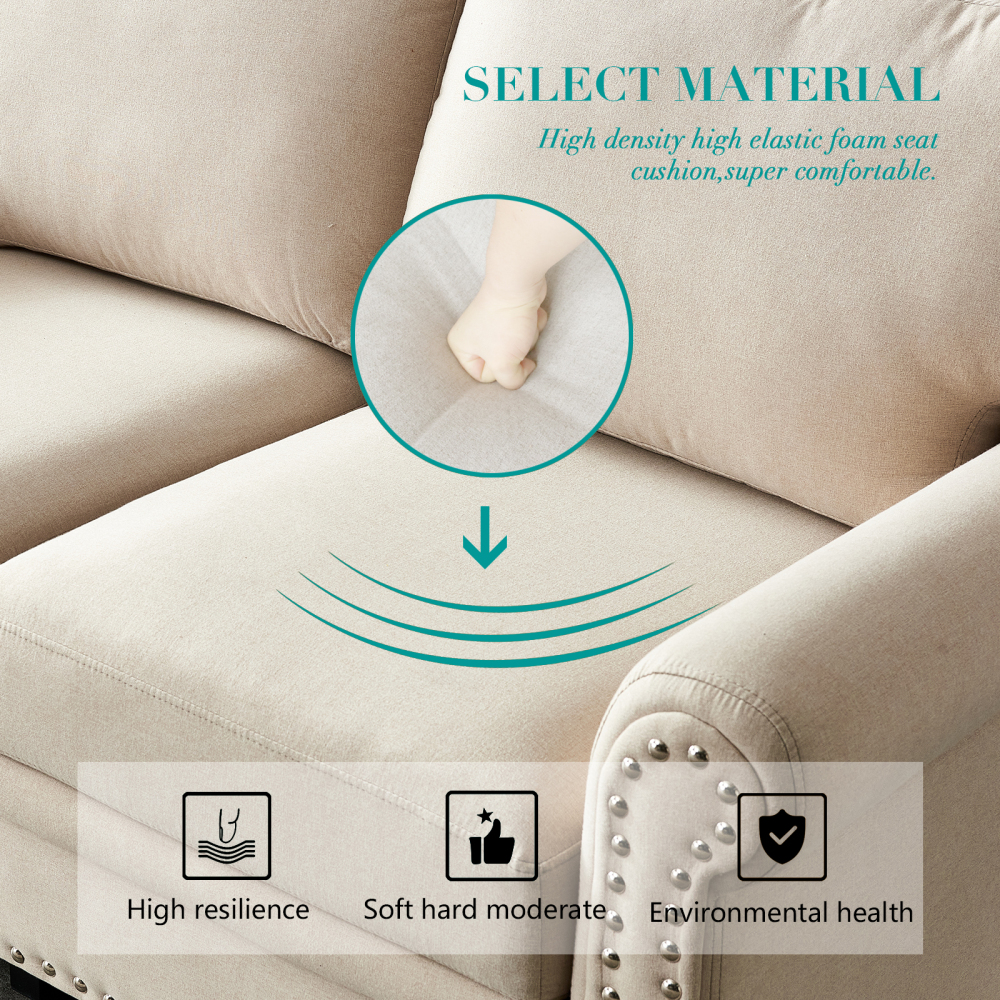 SELECT MATERIAL
High density high elastic foam seat
cushion,super comfortable.
High resilience
Soft hard moderate
Environmental health